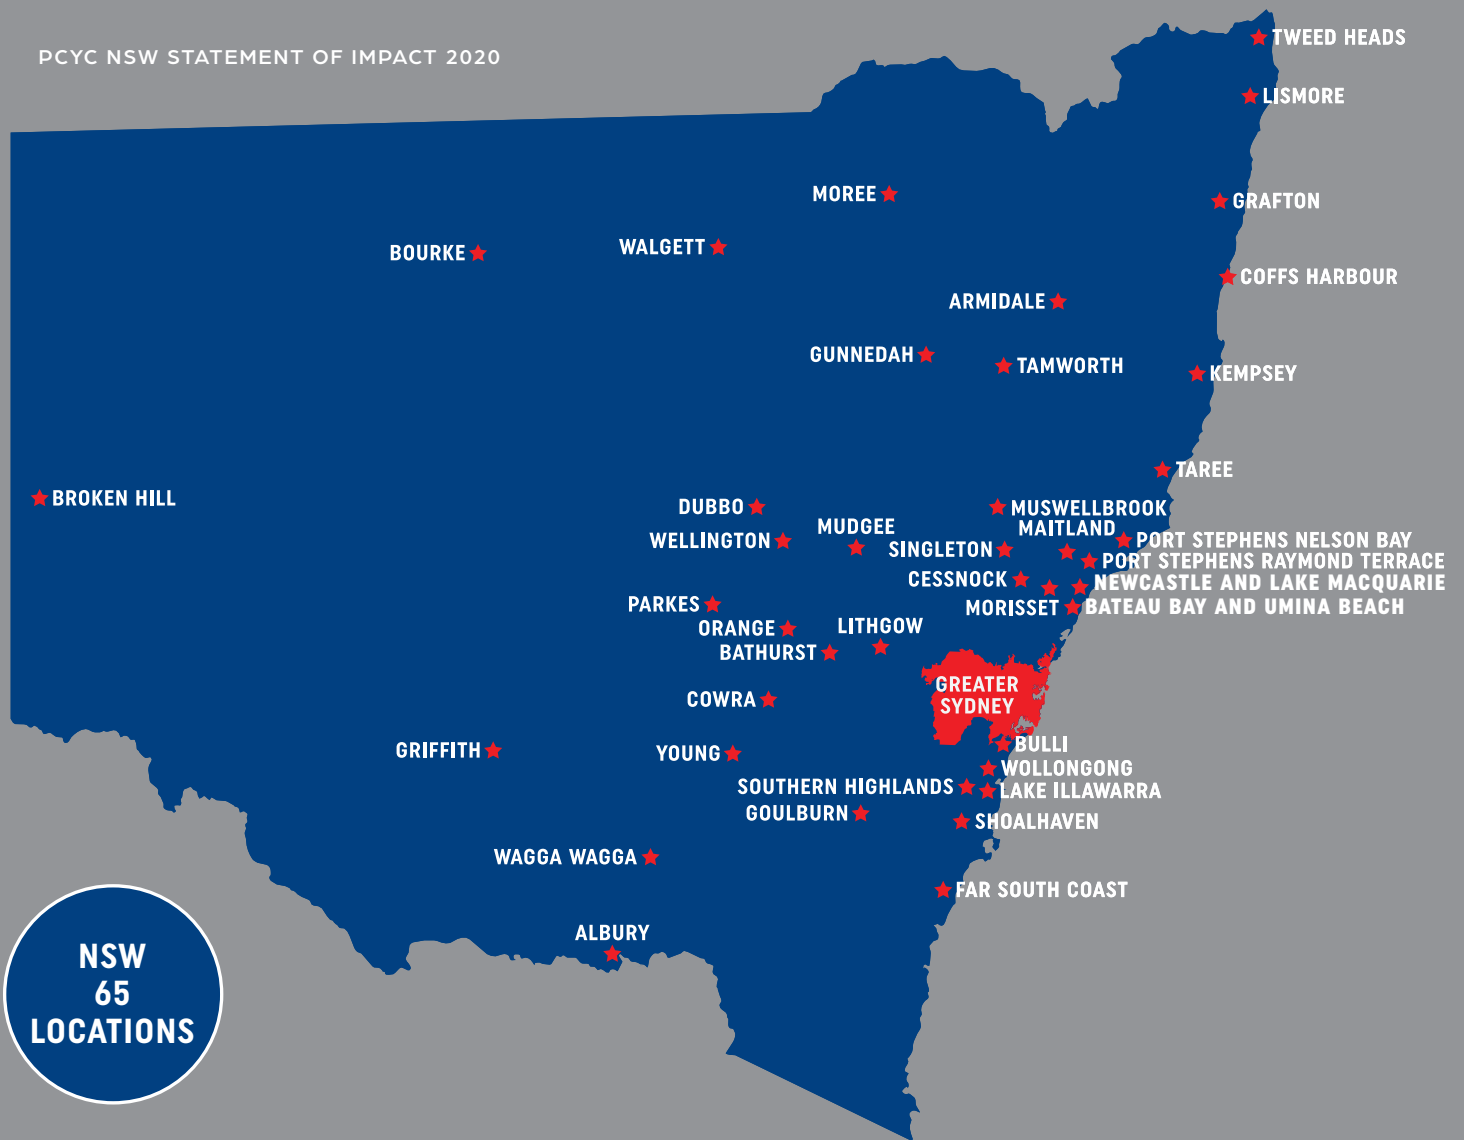 PCYC NSW STATEMENT OF IMPACT 2020
TWEED HEADS
LISMORE
MOREE
GRAFTON
BOURKE
WALGETT
COFFS HARBOUR
ARMIDALE
GUNNEDAH
TAMWORTH
KEMPSEY
TAREE
BROKEN HILL
DUBBO
MUSWELLBROOK
MUDGEE
MAITLAND
WELLINGTON
PORT STEPHENS NELSON BAY
SINGLETON
PORT STEPHENS RAYMOND TERRACE
CESSNOCK
NEWCASTLE AND LAKE MACQUARIE
PARKES
MORISSET
BATEAU BAY AND UMINA BEACH
ORANGE
LITHGOW
BATHURST
GREATER
SYDNEY
COWRA
BULLI
GRIFFITH
YOUNG
WOLLONGONG
SOUTHERN HIGHLANDS
LAKE ILLAWARRA
GOULBURN
SHOALHAVEN
WAGGA WAGGA
FAR SOUTH COAST
ALBURY
NSW
65
LOCATIONS